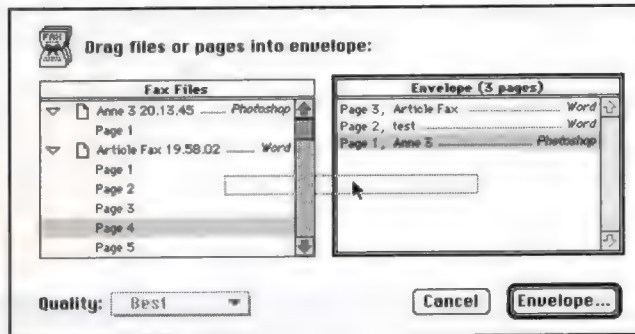 FAX
Drag files or pages into envelope:
Fax Files
Anne 3 20.13.45 Photoshop
Page 1
Article Fax 19.58.02 Word
Page 1
Page 2
Page 3
Page 4
Page 5
Envelope (3 pages)
Page 3, Article Fax Word
Page 2, test Word
Page 1, Anne 3 Photoshop
Quality: Best
Cancel
Envelope...